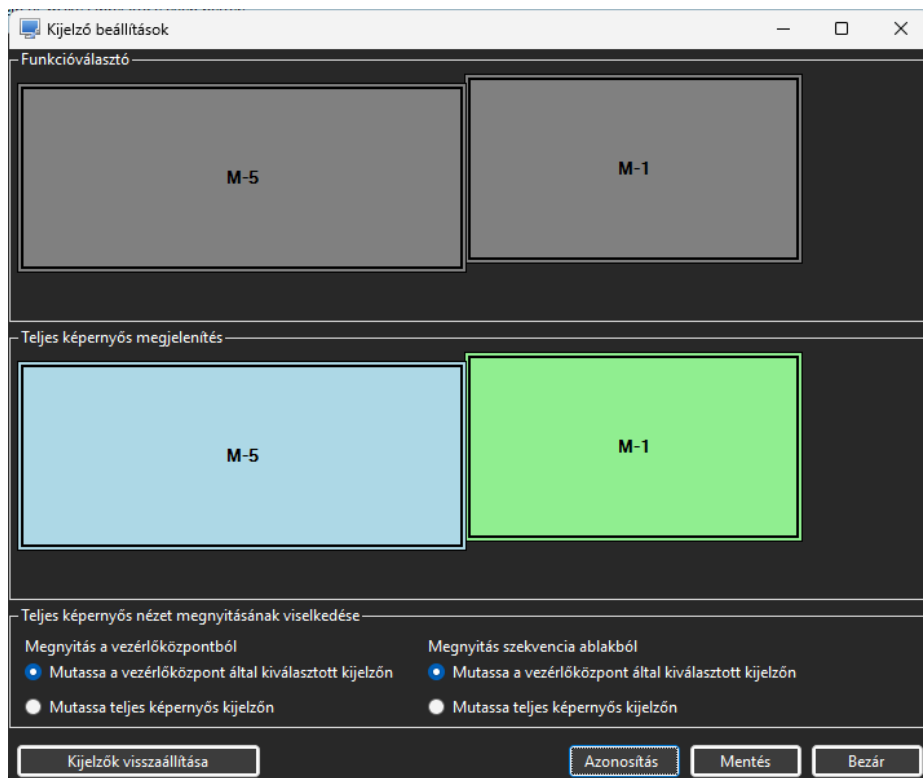 Kijelző beállítások
Funkcióválasztó
M-5
M-1
Teljes képernyős megjelenítés
M-5
M-1
Teljes képernyős nézet megnyitásának viselkedése
Megnyitás a vezérlőközpontból
Megnyitás szekvencia ablakból
Mutassa a vezérlőközpont által kiválasztott kijelzőn
Mutassa a vezérlőközpont által kiválasztott kijelzőn
Mutassa teljes képernyős kijelzőn
Mutassa teljes képernyős kijelzőn
Kijelzők visszaállítása
Azonosítás
Mentés
Bezár